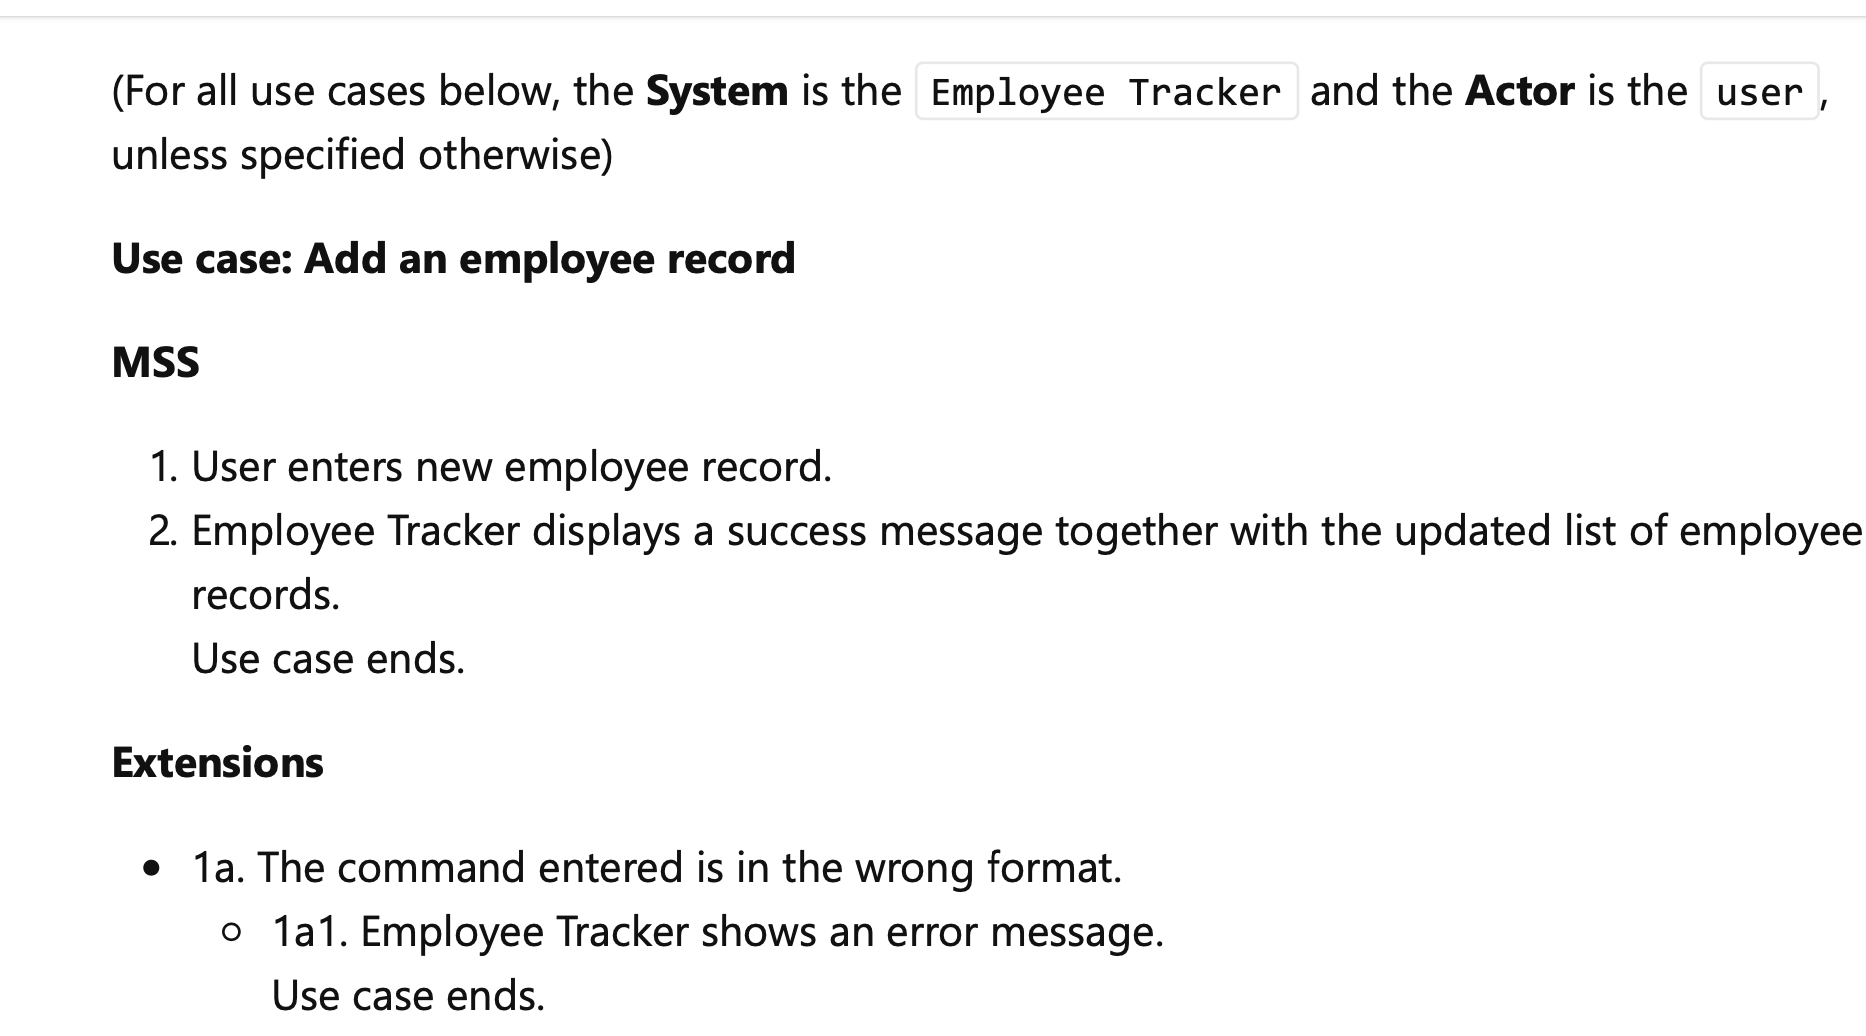 (For all use cases below, the System is the Employee Tracker and the Actor is the user,
unless specified otherwise)
Use case: Add an employee record
MSS
1. User enters new employee record.
2. Employee Tracker displays a success message together with the updated list of employee
records.
Use case ends.
Extensions
• 1a. The command entered is in the wrong format.
○ 1a1. Employee Tracker shows an error message.
Use case ends.